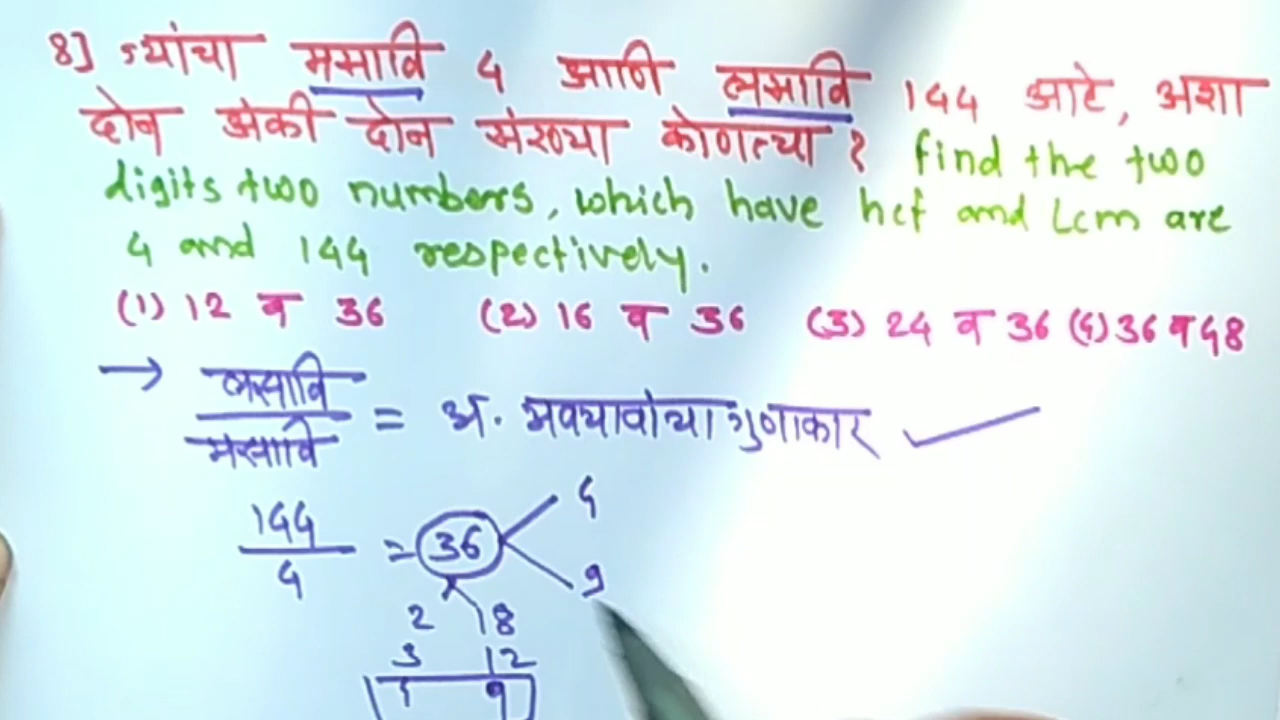 8] ज्यांचा मसावि 4 आणि लसावि 144 आहे, अशा
दोन अंकी दोन संख्या कोणत्या? find the two
digits two numbers, which have hcf and Lcm are
4 and 144 respectively.
(1) 12 व 36 (2) 16 व 36 (3) 24 व 36 (4) 36 व 48
→ लसावि / मसावि = अ. अवयवांचा गुणाकार ✓
144 / 4 = 36 4
9
2 18
3 12
4 9